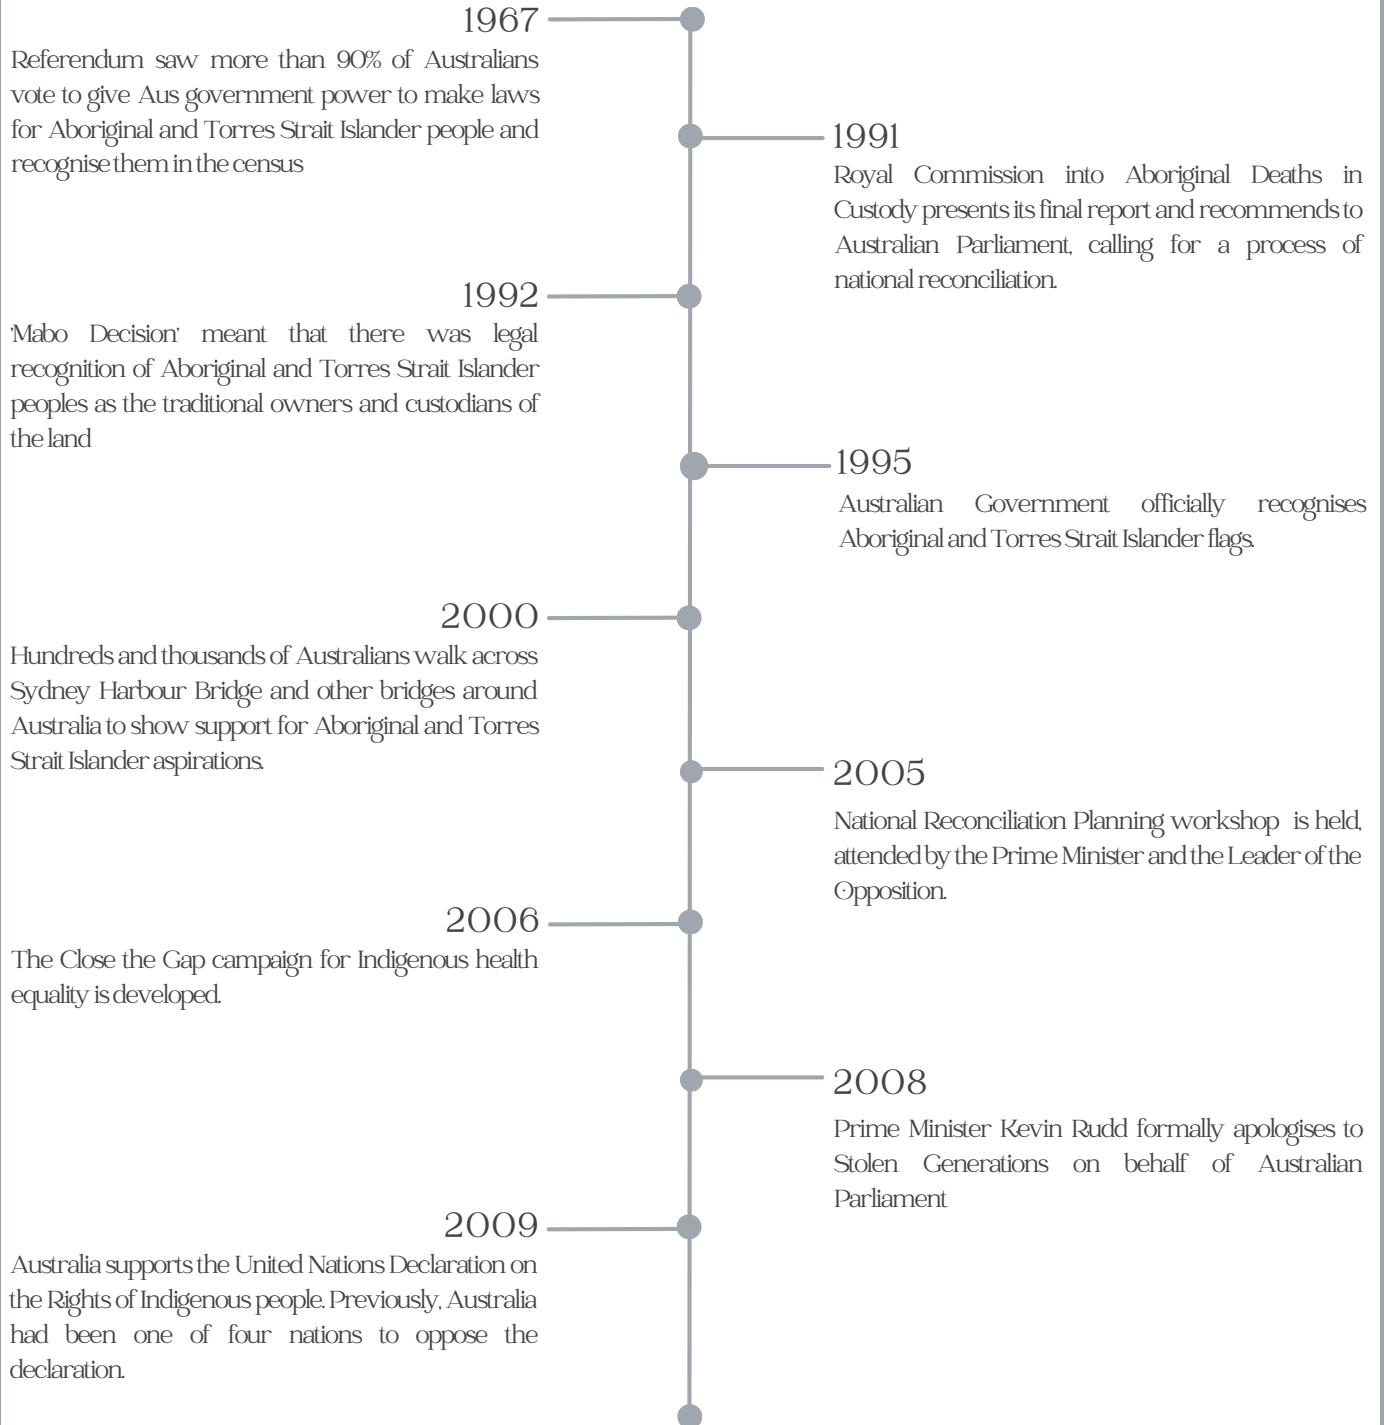 1967
Referendum saw more than 90% of Australians
vote to give Aus government power to make laws
for Aboriginal and Torres Strait Islander people and
recognise them in the census
1991
Royal Commission into Aboriginal Deaths in
Custody presents its final report and recommends to
Australian Parliament, calling for a process of
national reconciliation.
1992
'Mabo Decision' meant that there was legal
recognition of Aboriginal and Torres Strait Islander
peoples as the traditional owners and custodians of
the land
1995
Australian Government officially recognises
Aboriginal and Torres Strait Islander flags.
2000
Hundreds and thousands of Australians walk across
Sydney Harbour Bridge and other bridges around
Australia to show support for Aboriginal and Torres
Strait Islander aspirations.
2005
National Reconciliation Planning workshop is held,
attended by the Prime Minister and the Leader of the
Opposition.
2006
The Close the Gap campaign for Indigenous health
equality is developed.
2008
Prime Minister Kevin Rudd formally apologises to
Stolen Generations on behalf of Australian
Parliament
2009
Australia supports the United Nations Declaration on
the Rights of Indigenous people. Previously, Australia
had been one of four nations to oppose the
declaration.